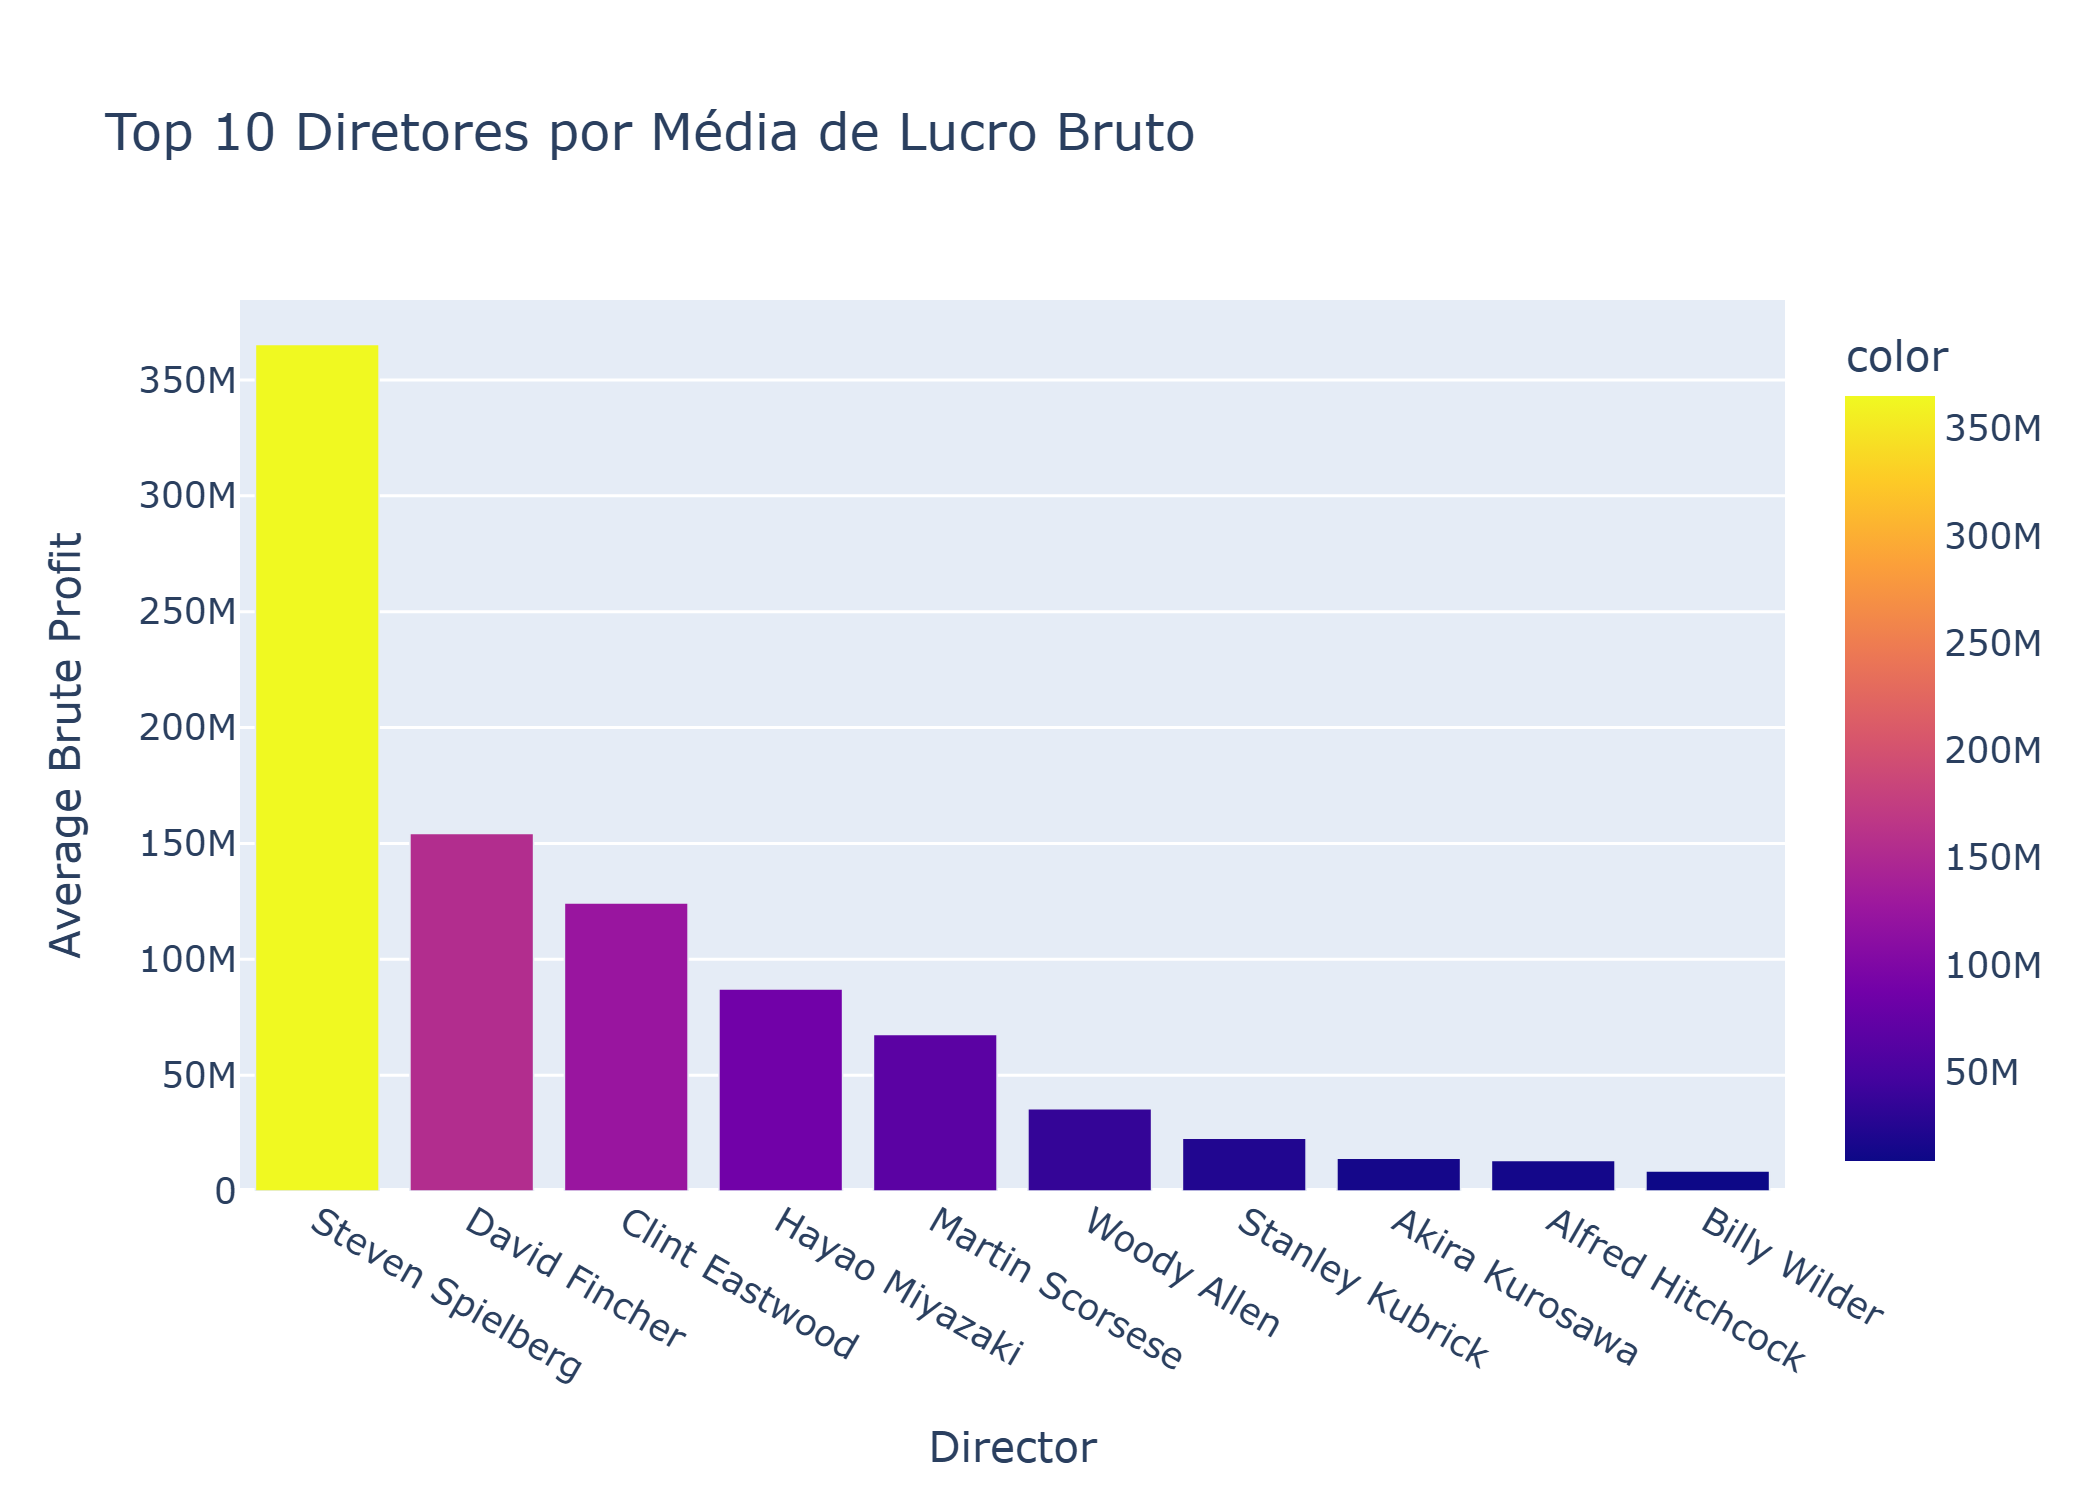 Top 10 Diretores por Média de Lucro Bruto
Average Brute Profit
350M
300M
250M
200M
150M
100M
50M
0
Steven Spielberg
David Fincher
Clint Eastwood
Hayao Miyazaki
Martin Scorsese
Woody Allen
Stanley Kubrick
Akira Kurosawa
Alfred Hitchcock
Billy Wilder
Director
color
350M
300M
250M
200M
150M
100M
50M